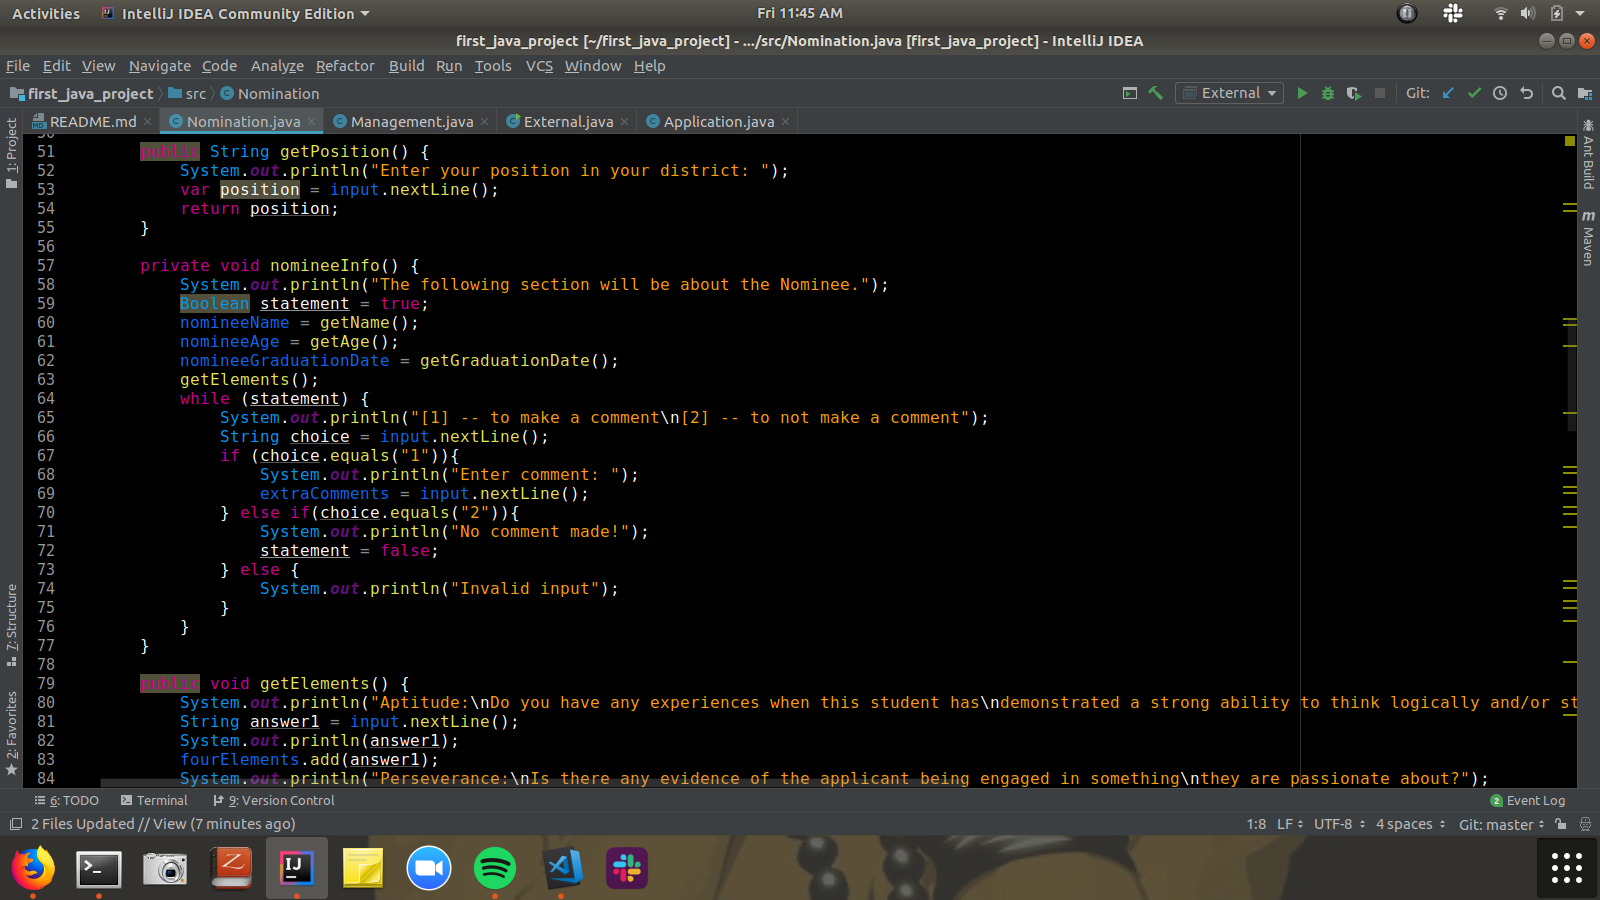 Activities IntelliJ IDEA Community Edition Fri 11:45 AM
first_java_project [~/first_java_project] - .../src/Nomination.java [first_java_project] - IntelliJ IDEA
File Edit View Navigate Code Analyze Refactor Build Run Tools VCS Window Help
first_java_project src Nomination External Git:
README.md Nomination.java Management.java External.java Application.java
1: Project
7: Structure
2: Favorites
Ant Build
Maven
50
51 public String getPosition() {
52 System.out.println("Enter your position in your district: ");
53 var position = input.nextLine();
54 return position;
55 }
56
57 private void nomineeInfo() {
58 System.out.println("The following section will be about the Nominee.");
59 Boolean statement = true;
60 nomineeName = getName();
61 nomineeAge = getAge();
62 nomineeGraduationDate = getGraduationDate();
63 getElements();
64 while (statement) {
65 System.out.println("[1] -- to make a comment\n[2] -- to not make a comment");
66 String choice = input.nextLine();
67 if (choice.equals("1")){
68 System.out.println("Enter comment: ");
69 extraComments = input.nextLine();
70 } else if(choice.equals("2")){
71 System.out.println("No comment made!");
72 statement = false;
73 } else {
74 System.out.println("Invalid input");
75 }
76 }
77 }
78
79 public void getElements() {
80 System.out.println("Aptitude:\nDo you have any experiences when this student has\ndemonstrated a strong ability to think logically and/or st
81 String answer1 = input.nextLine();
82 System.out.println(answer1);
83 fourElements.add(answer1);
84 System.out.println("Perseverance:\nIs there any evidence of the applicant being engaged in something\nthey are passionate about?");
6: TODO Terminal 9: Version Control 2 Event Log
2 Files Updated // View (7 minutes ago) 1:8 LF UTF-8 4 spaces Git: master